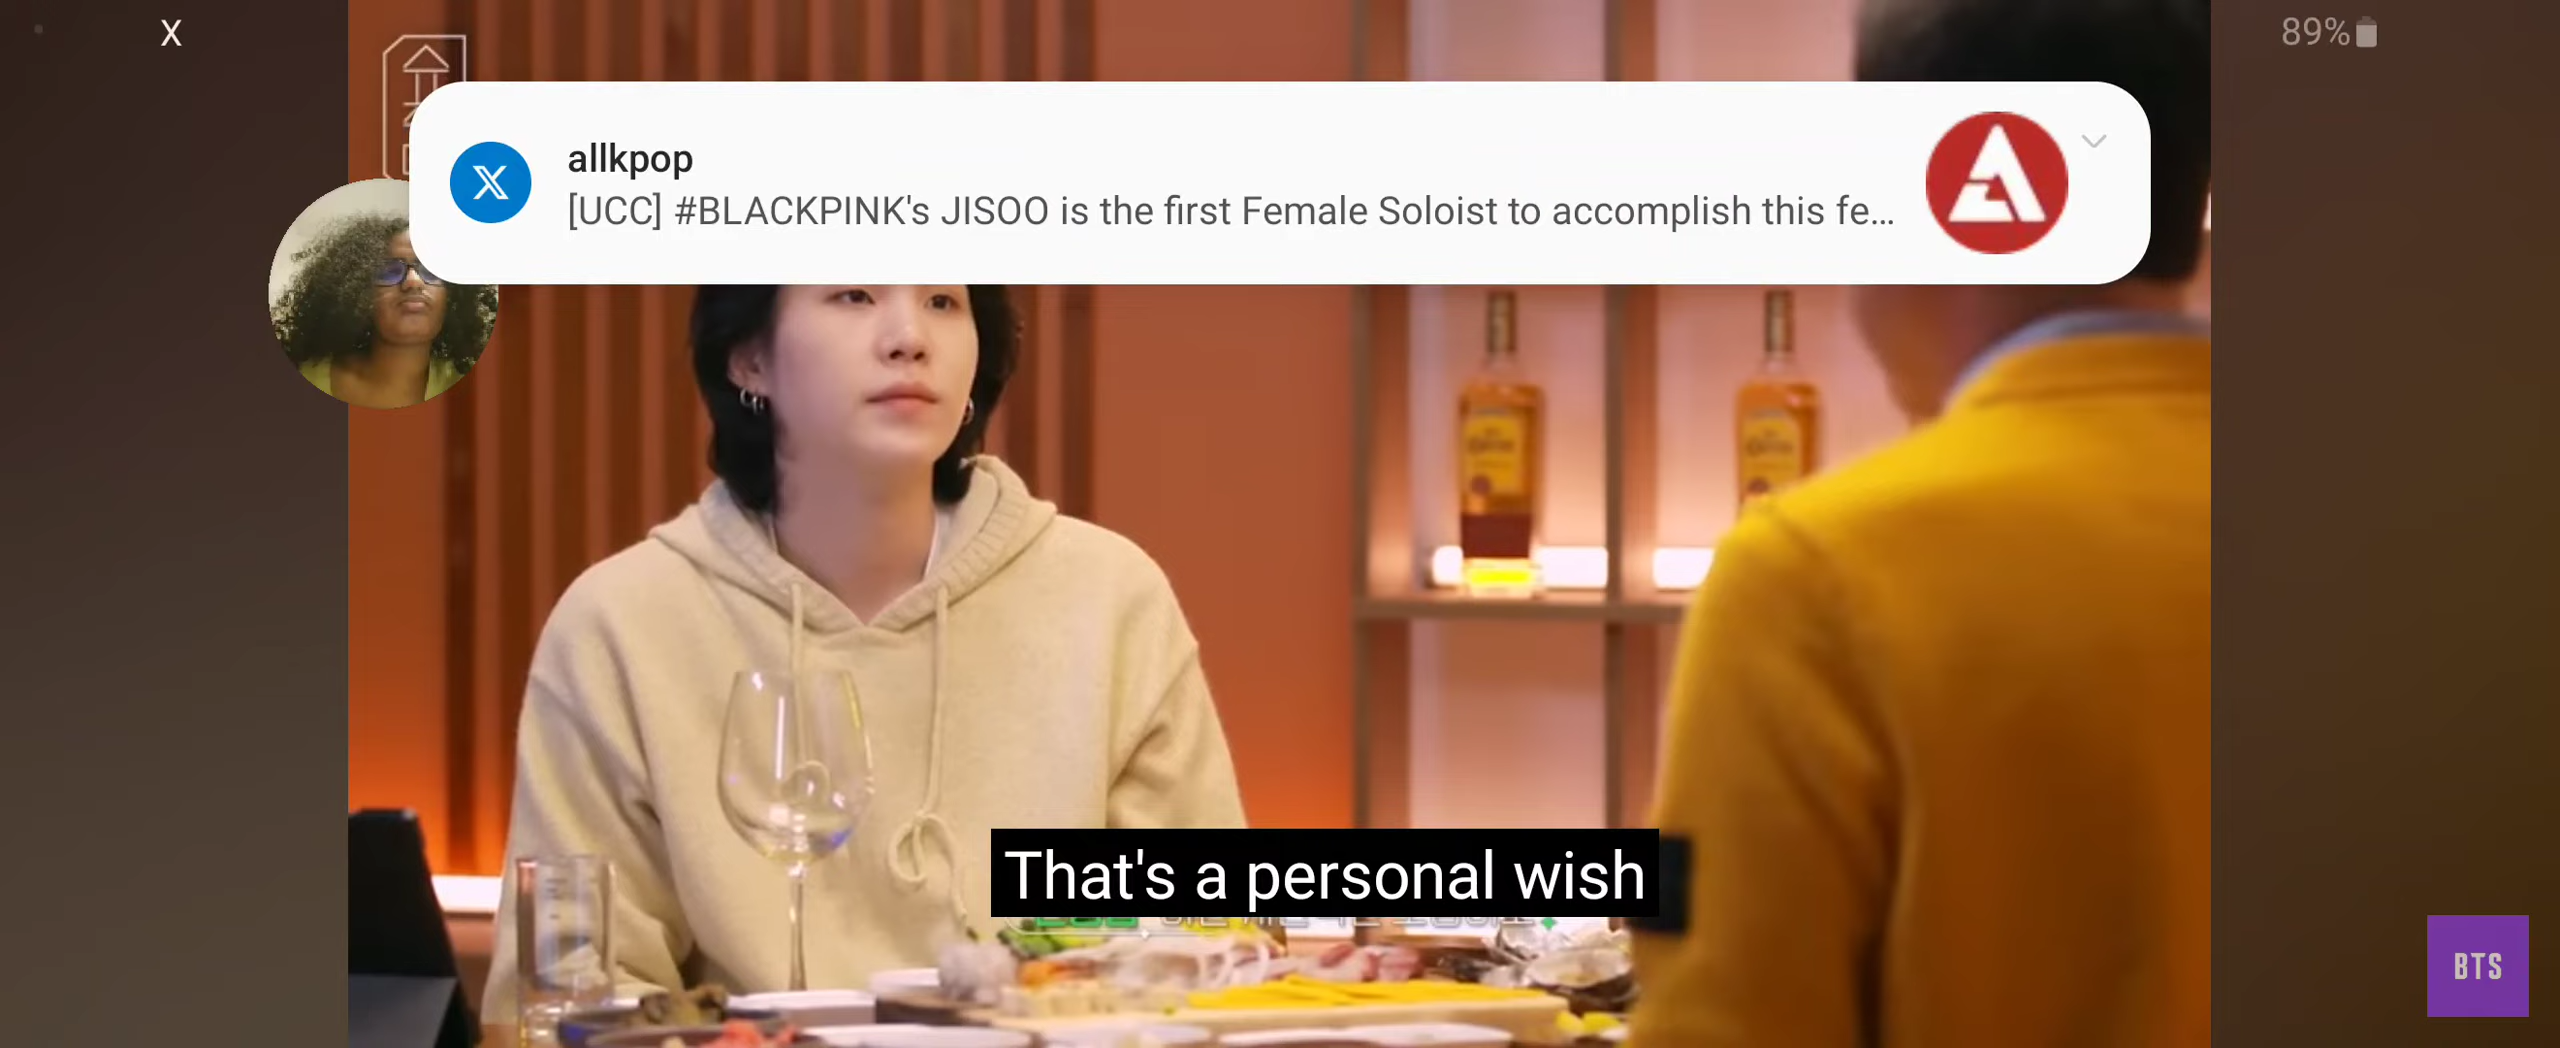 X
89%
allkpop
[UCC] #BLACKPINK's JISOO is the first Female Soloist to accomplish this fe...
That's a personal wish
BTS